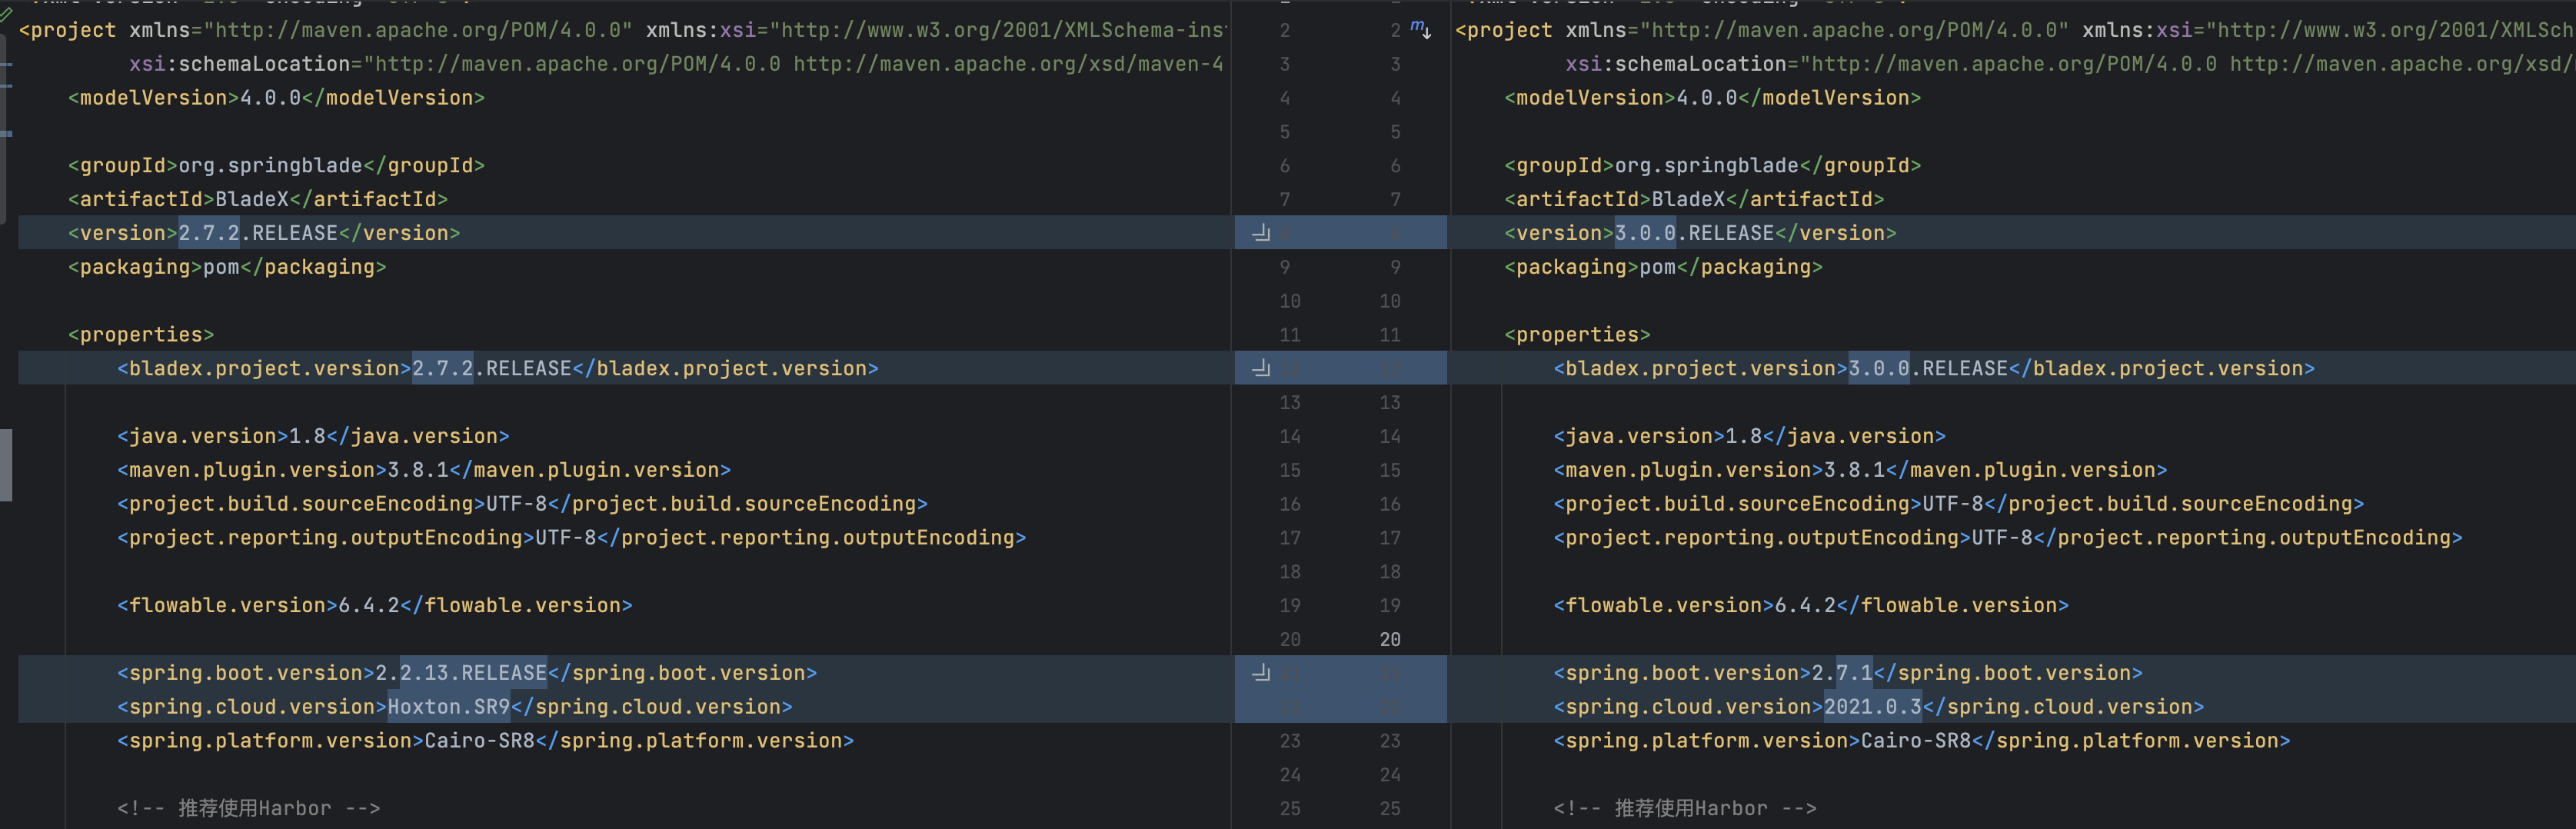 <project xmlns="http://maven.apache.org/POM/4.0.0" xmlns:xsi="http://www.w3.org/2001/XMLSchema-ins
xsi:schemaLocation="http://maven.apache.org/POM/4.0.0 http://maven.apache.org/xsd/maven-4
<modelVersion>4.0.0</modelVersion>
<groupId>org.springblade</groupId>
<artifactId>BladeX</artifactId>
<version>2.7.2.RELEASE</version>
<packaging>pom</packaging>
<properties>
<bladex.project.version>2.7.2.RELEASE</bladex.project.version>
<java.version>1.8</java.version>
<maven.plugin.version>3.8.1</maven.plugin.version>
<project.build.sourceEncoding>UTF-8</project.build.sourceEncoding>
<project.reporting.outputEncoding>UTF-8</project.reporting.outputEncoding>
<flowable.version>6.4.2</flowable.version>
<spring.boot.version>2.2.13.RELEASE</spring.boot.version>
<spring.cloud.version>Hoxton.SR9</spring.cloud.version>
<spring.platform.version>Cairo-SR8</spring.platform.version>
<!-- 推荐使用Harbor -->
2 2
3 3
4 4
5 5
6 6
7 7
9 9
10 10
11 11
13 13
14 14
15 15
16 16
17 17
18 18
19 19
20 20
23 23
24 24
25 25
<project xmlns="http://maven.apache.org/POM/4.0.0" xmlns:xsi="http://www.w3.org/2001/XMLSch
xsi:schemaLocation="http://maven.apache.org/POM/4.0.0 http://maven.apache.org/xsd/
<modelVersion>4.0.0</modelVersion>
<groupId>org.springblade</groupId>
<artifactId>BladeX</artifactId>
<version>3.0.0.RELEASE</version>
<packaging>pom</packaging>
<properties>
<bladex.project.version>3.0.0.RELEASE</bladex.project.version>
<java.version>1.8</java.version>
<maven.plugin.version>3.8.1</maven.plugin.version>
<project.build.sourceEncoding>UTF-8</project.build.sourceEncoding>
<project.reporting.outputEncoding>UTF-8</project.reporting.outputEncoding>
<flowable.version>6.4.2</flowable.version>
<spring.boot.version>2.7.1</spring.boot.version>
<spring.cloud.version>2021.0.3</spring.cloud.version>
<spring.platform.version>Cairo-SR8</spring.platform.version>
<!-- 推荐使用Harbor -->